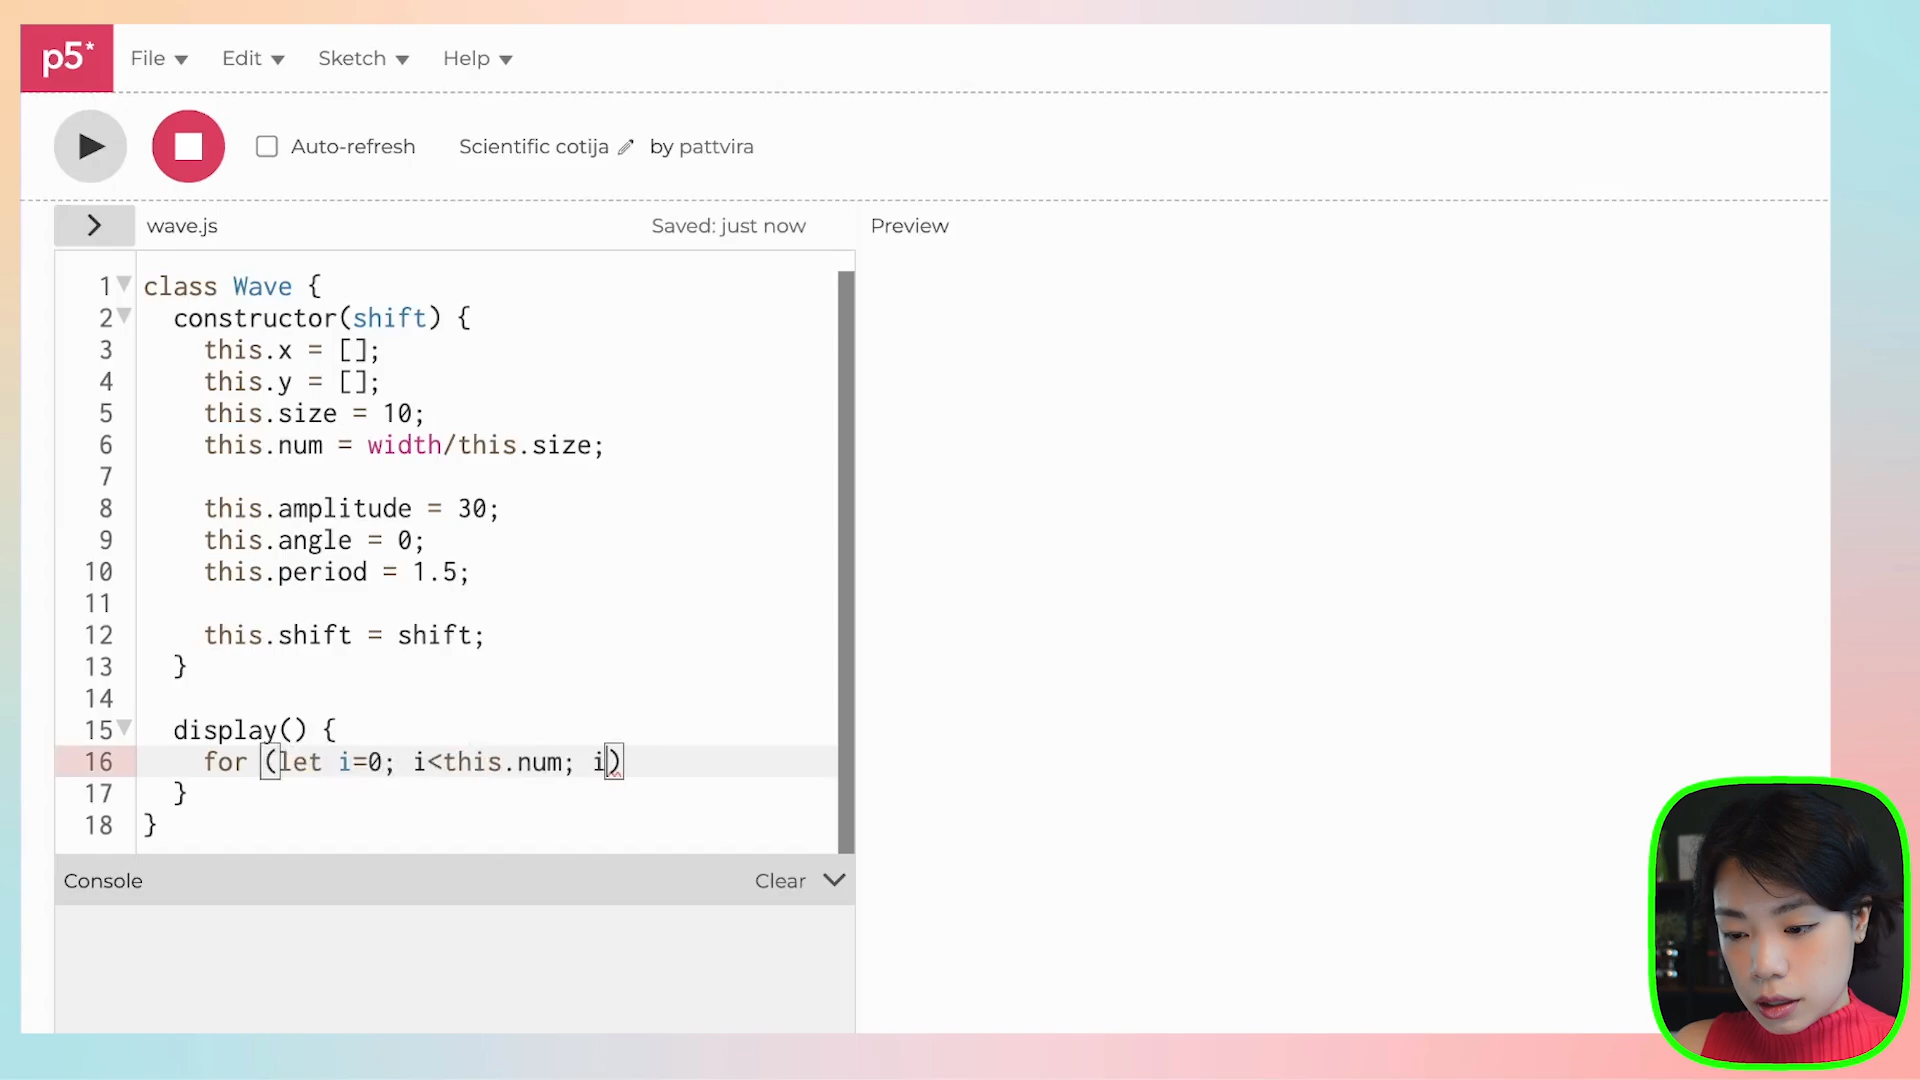 p5*
File Edit Sketch Help
Auto-refresh Scientific cotija by pattvira
wave.js Saved: just now Preview
1 class Wave {
2 constructor(shift) {
3 this.x = [];
4 this.y = [];
5 this.size = 10;
6 this.num = width/this.size;
7
8 this.amplitude = 30;
9 this.angle = 0;
10 this.period = 1.5;
11
12 this.shift = shift;
13 }
14
15 display() {
16 for (let i=0; i<this.num; i)
17 }
18 }
Console Clear